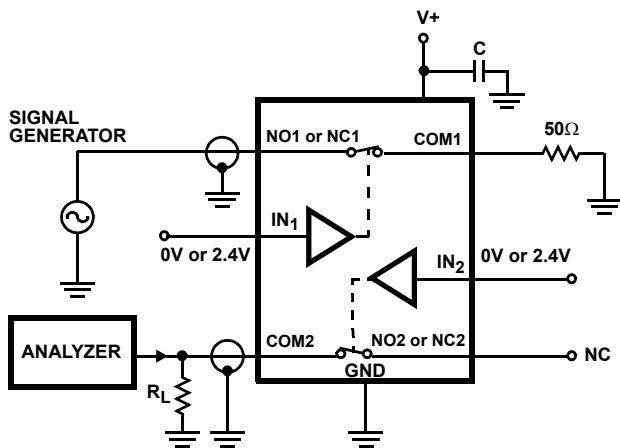 V+
C
SIGNAL
GENERATOR
NO1 or NC1
COM1
50Ω
IN1
0V or 2.4V
IN2
0V or 2.4V
ANALYZER
COM2
NO2 or NC2
NC
GND
RL